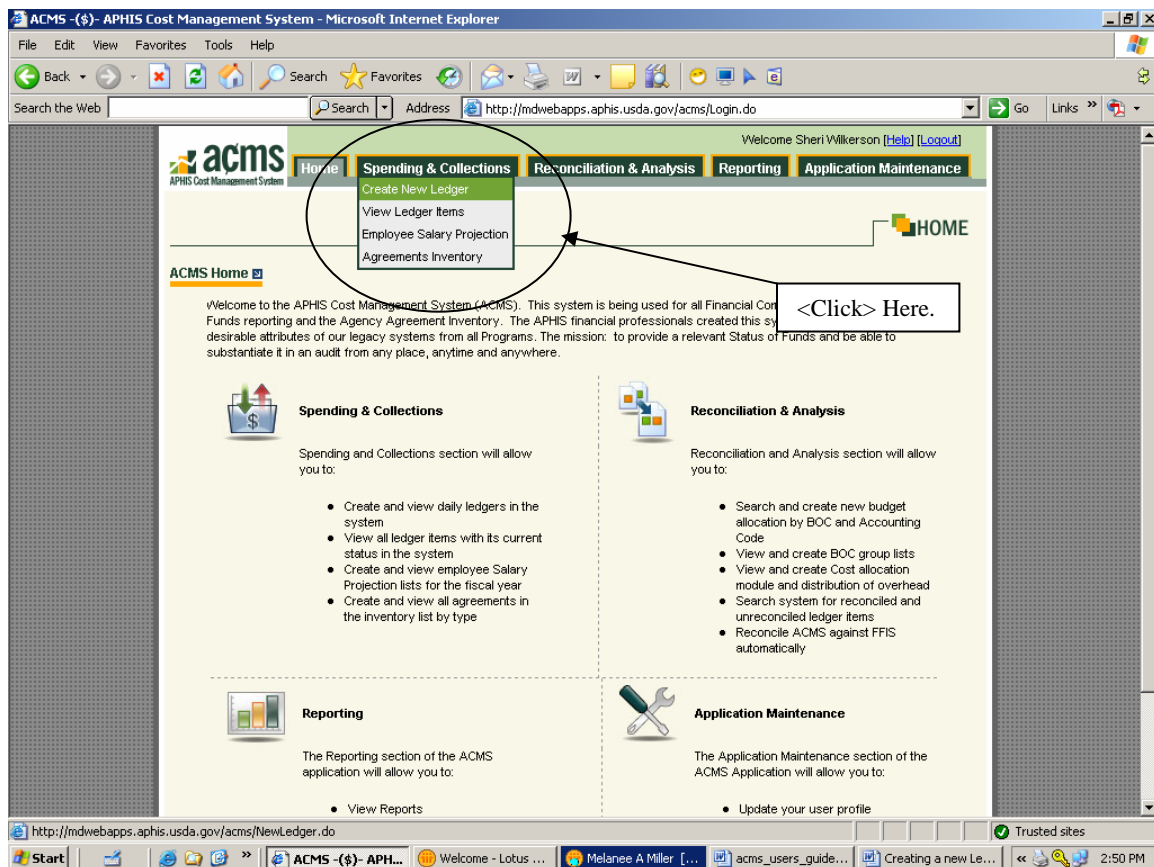 ACMS -($)- APHIS Cost Management System - Microsoft Internet Explorer
File Edit View Favorites Tools Help
Back Search Favorites
Search the Web Search Address http://mdwebapps.aphis.usda.gov/acms/Login.do Go Links »
Welcome Sheri Wilkerson [Help] [Logout]
acms
APHIS Cost Management System
Home Spending & Collections Reconciliation & Analysis Reporting Application Maintenance
Create New Ledger
View Ledger Items
Employee Salary Projection
Agreements Inventory
HOME
ACMS Home
<Click> Here.
Welcome to the APHIS Cost Management System (ACMS). This system is being used for all Financial
Funds reporting and the Agency Agreement Inventory. The APHIS financial professionals created this
desirable attributes of our legacy systems from all Programs. The mission: to provide a relevant Status of Funds and be able to
substantiate it in an audit from any place, anytime and anywhere.
Spending & Collections
Spending and Collections section will allow
you to:
● Create and view daily ledgers in the
system
● View all ledger items with its current
status in the system
● Create and view employee Salary
Projection lists for the fiscal year
● Create and view all agreements in
the inventory list by type
Reconciliation & Analysis
Reconciliation and Analysis section will allow
you to:
● Search and create new budget
allocation by BOC and Accounting
Code
● View and create BOC group lists
● View and create Cost allocation
module and distribution of overhead
● Search system for reconciled and
unreconciled ledger items
● Reconcile ACMS against FFIS
automatically
Reporting
The Reporting section of the ACMS
application will allow you to:
● View Reports
Application Maintenance
The Application Maintenance section of the
ACMS Application will allow you to:
● Update your user profile
http://mdwebapps.aphis.usda.gov/acms/NewLedger.do Trusted sites
Start » ACMS -($)- APH... Welcome - Lotus ... Melanee A Miller [... acms_users_guide... Creating a new Le... « 2:50 PM